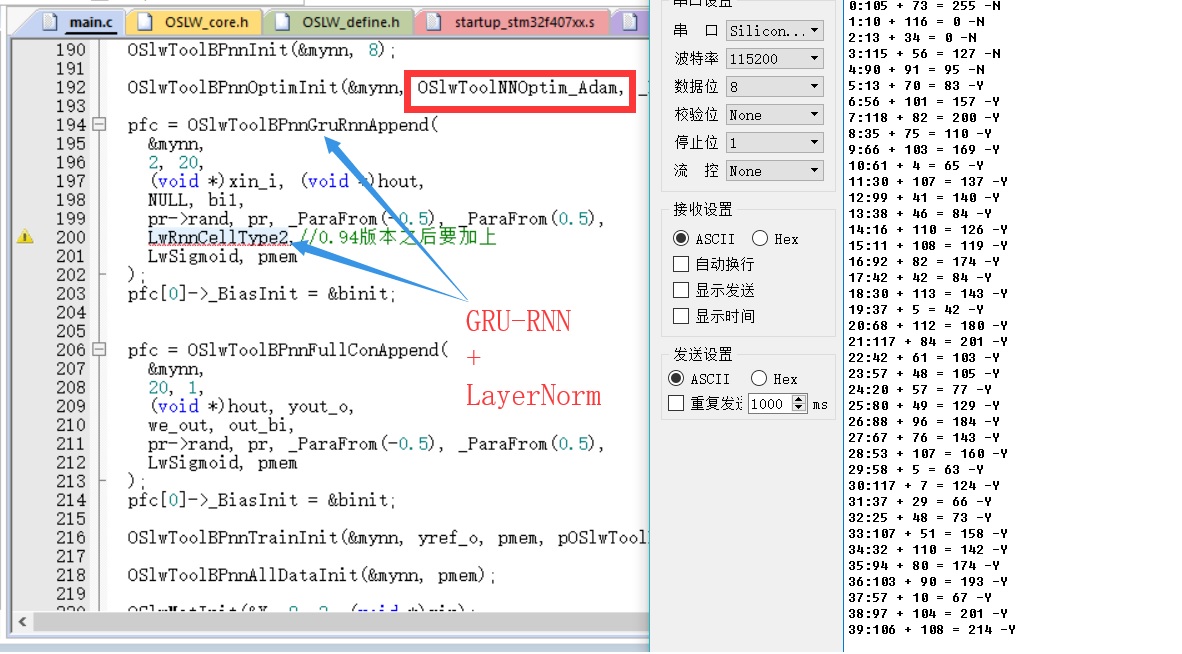 main.c
OSLW_core.h
OSLW_define.h
startup_stm32f407xx.s
190 OSlwToolBPnnInit(&mynn, 8);
191
192 OSlwToolBPnnOptimInit(&mynn, OSlwToolNNOptim_Adam,
193
194 pfc = OSlwToolBPnnGruRnnAppend(
195 &mynn,
196 2, 20,
197 (void *)xin_i, (void *)hout,
198 NULL, bi1,
199 pr->rand, pr, _ParaFrom(-0.5), _ParaFrom(0.5),
200 LwRnnCellType2,//0.94版本之后要加上
201 LwSigmoid, pmem
202 );
203 pfc[0]->_BiasInit = &binit;
204
205
206 pfc = OSlwToolBPnnFullConAppend(
207 &mynn,
208 20, 1,
209 (void *)hout, yout_o,
210 we_out, out_bi,
211 pr->rand, pr, _ParaFrom(-0.5), _ParaFrom(0.5),
212 LwSigmoid, pmem
213 );
214 pfc[0]->_BiasInit = &binit;
215
216 OSlwToolBPnnTrainInit(&mynn, yref_o, pmem, pOSlwTool
217
218 OSlwToolBPnnAllDataInit(&mynn, pmem);
219
GRU-RNN
+
LayerNorm
串口设置
串 口 Silicon...
波特率 115200
数据位 8
校验位 None
停止位 1
流 控 None
接收设置
ASCII Hex
自动换行
显示发送
显示时间
发送设置
ASCII Hex
重复发送 1000 ms
0:105 + 73 = 255 -N
1:10 + 116 = 0 -N
2:13 + 34 = 0 -N
3:115 + 56 = 127 -N
4:90 + 91 = 95 -N
5:13 + 70 = 83 -Y
6:56 + 101 = 157 -Y
7:118 + 82 = 200 -Y
8:35 + 75 = 110 -Y
9:66 + 103 = 169 -Y
10:61 + 4 = 65 -Y
11:30 + 107 = 137 -Y
12:99 + 41 = 140 -Y
13:38 + 46 = 84 -Y
14:16 + 110 = 126 -Y
15:11 + 108 = 119 -Y
16:92 + 82 = 174 -Y
17:42 + 42 = 84 -Y
18:30 + 113 = 143 -Y
19:37 + 5 = 42 -Y
20:68 + 112 = 180 -Y
21:117 + 84 = 201 -Y
22:42 + 61 = 103 -Y
23:57 + 48 = 105 -Y
24:20 + 57 = 77 -Y
25:80 + 49 = 129 -Y
26:88 + 96 = 184 -Y
27:67 + 76 = 143 -Y
28:53 + 107 = 160 -Y
29:58 + 5 = 63 -Y
30:117 + 7 = 124 -Y
31:37 + 29 = 66 -Y
32:25 + 48 = 73 -Y
33:107 + 51 = 158 -Y
34:32 + 110 = 142 -Y
35:94 + 80 = 174 -Y
36:103 + 90 = 193 -Y
37:57 + 10 = 67 -Y
38:97 + 104 = 201 -Y
39:106 + 108 = 214 -Y